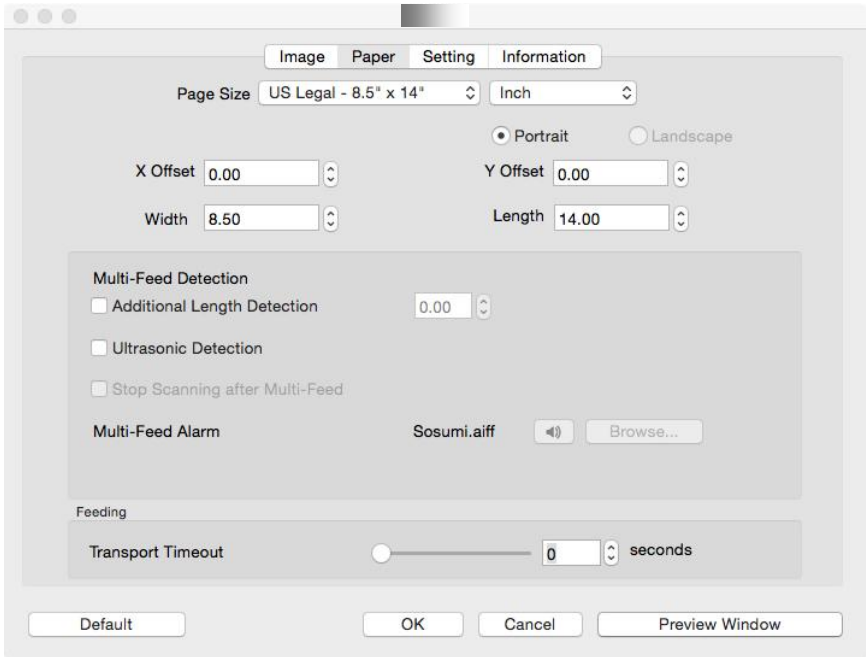 Image Paper Setting Information
Page Size US Legal - 8.5" x 14" Inch
Portrait Landscape
X Offset 0.00 Y Offset 0.00
Width 8.50 Length 14.00
Multi-Feed Detection
Additional Length Detection 0.00
Ultrasonic Detection
Stop Scanning after Multi-Feed
Multi-Feed Alarm Sosumi.aiff Browse...
Feeding
Transport Timeout 0 seconds
Default OK Cancel Preview Window